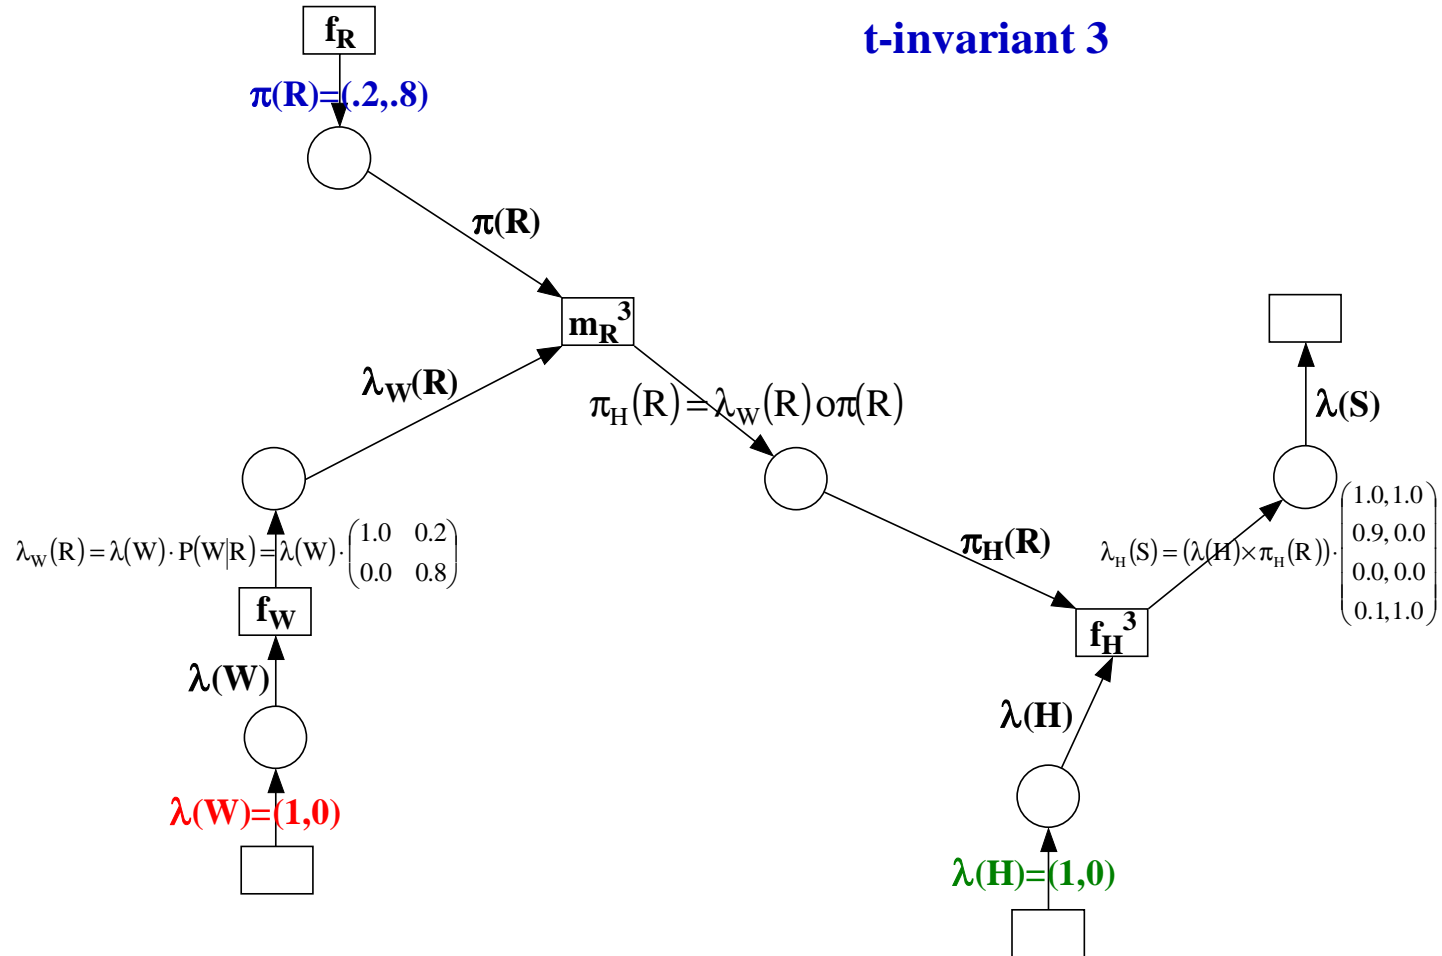 f_R
t-invariant 3
π(R)=(.2,.8)
π(R)
m_R^3
λ_W(R)
π_H(R)=λ_W(R)oπ(R)
λ(S)
λ_W(R)=λ(W)·P(W|R)=λ(W)·(1.0 0.2
0.0 0.8)
π_H(R)
λ_H(S)=(λ(H)×π_H(R))·(1.0,1.0
0.9,0.0
0.0,0.0
0.1,1.0)
f_W
f_H^3
λ(W)
λ(H)
λ(W)=(1,0)
λ(H)=(1,0)